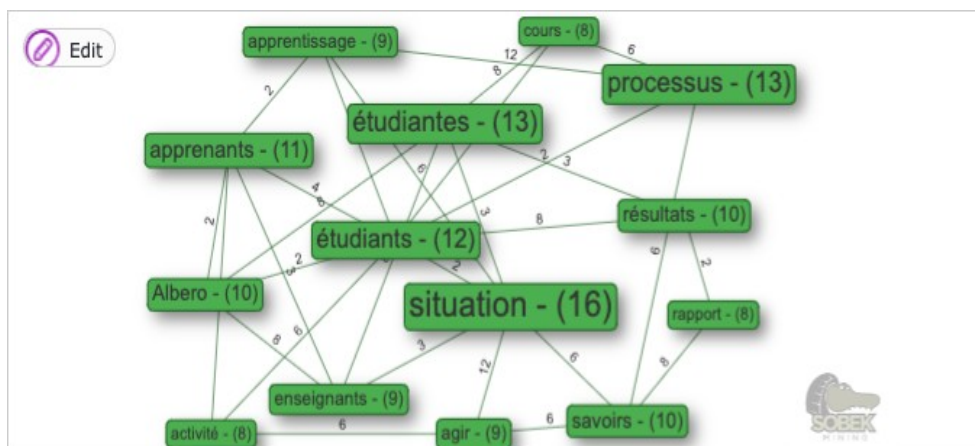 Edit
apprentissage - (9)
cours - (8)
12
6
8
processus - (13)
2
étudiantes - (13)
apprenants - (11)
6
2
3
4
8
2
3
résultats - (10)
étudiants - (12)
8
2
2
2
3
Albero - (10)
situation - (16)
6
rapport - (8)
6
8
3
12
6
8
enseignants - (9)
savoirs - (10)
activité - (8)
6
agir - (9)
6
SOBEK
MINING